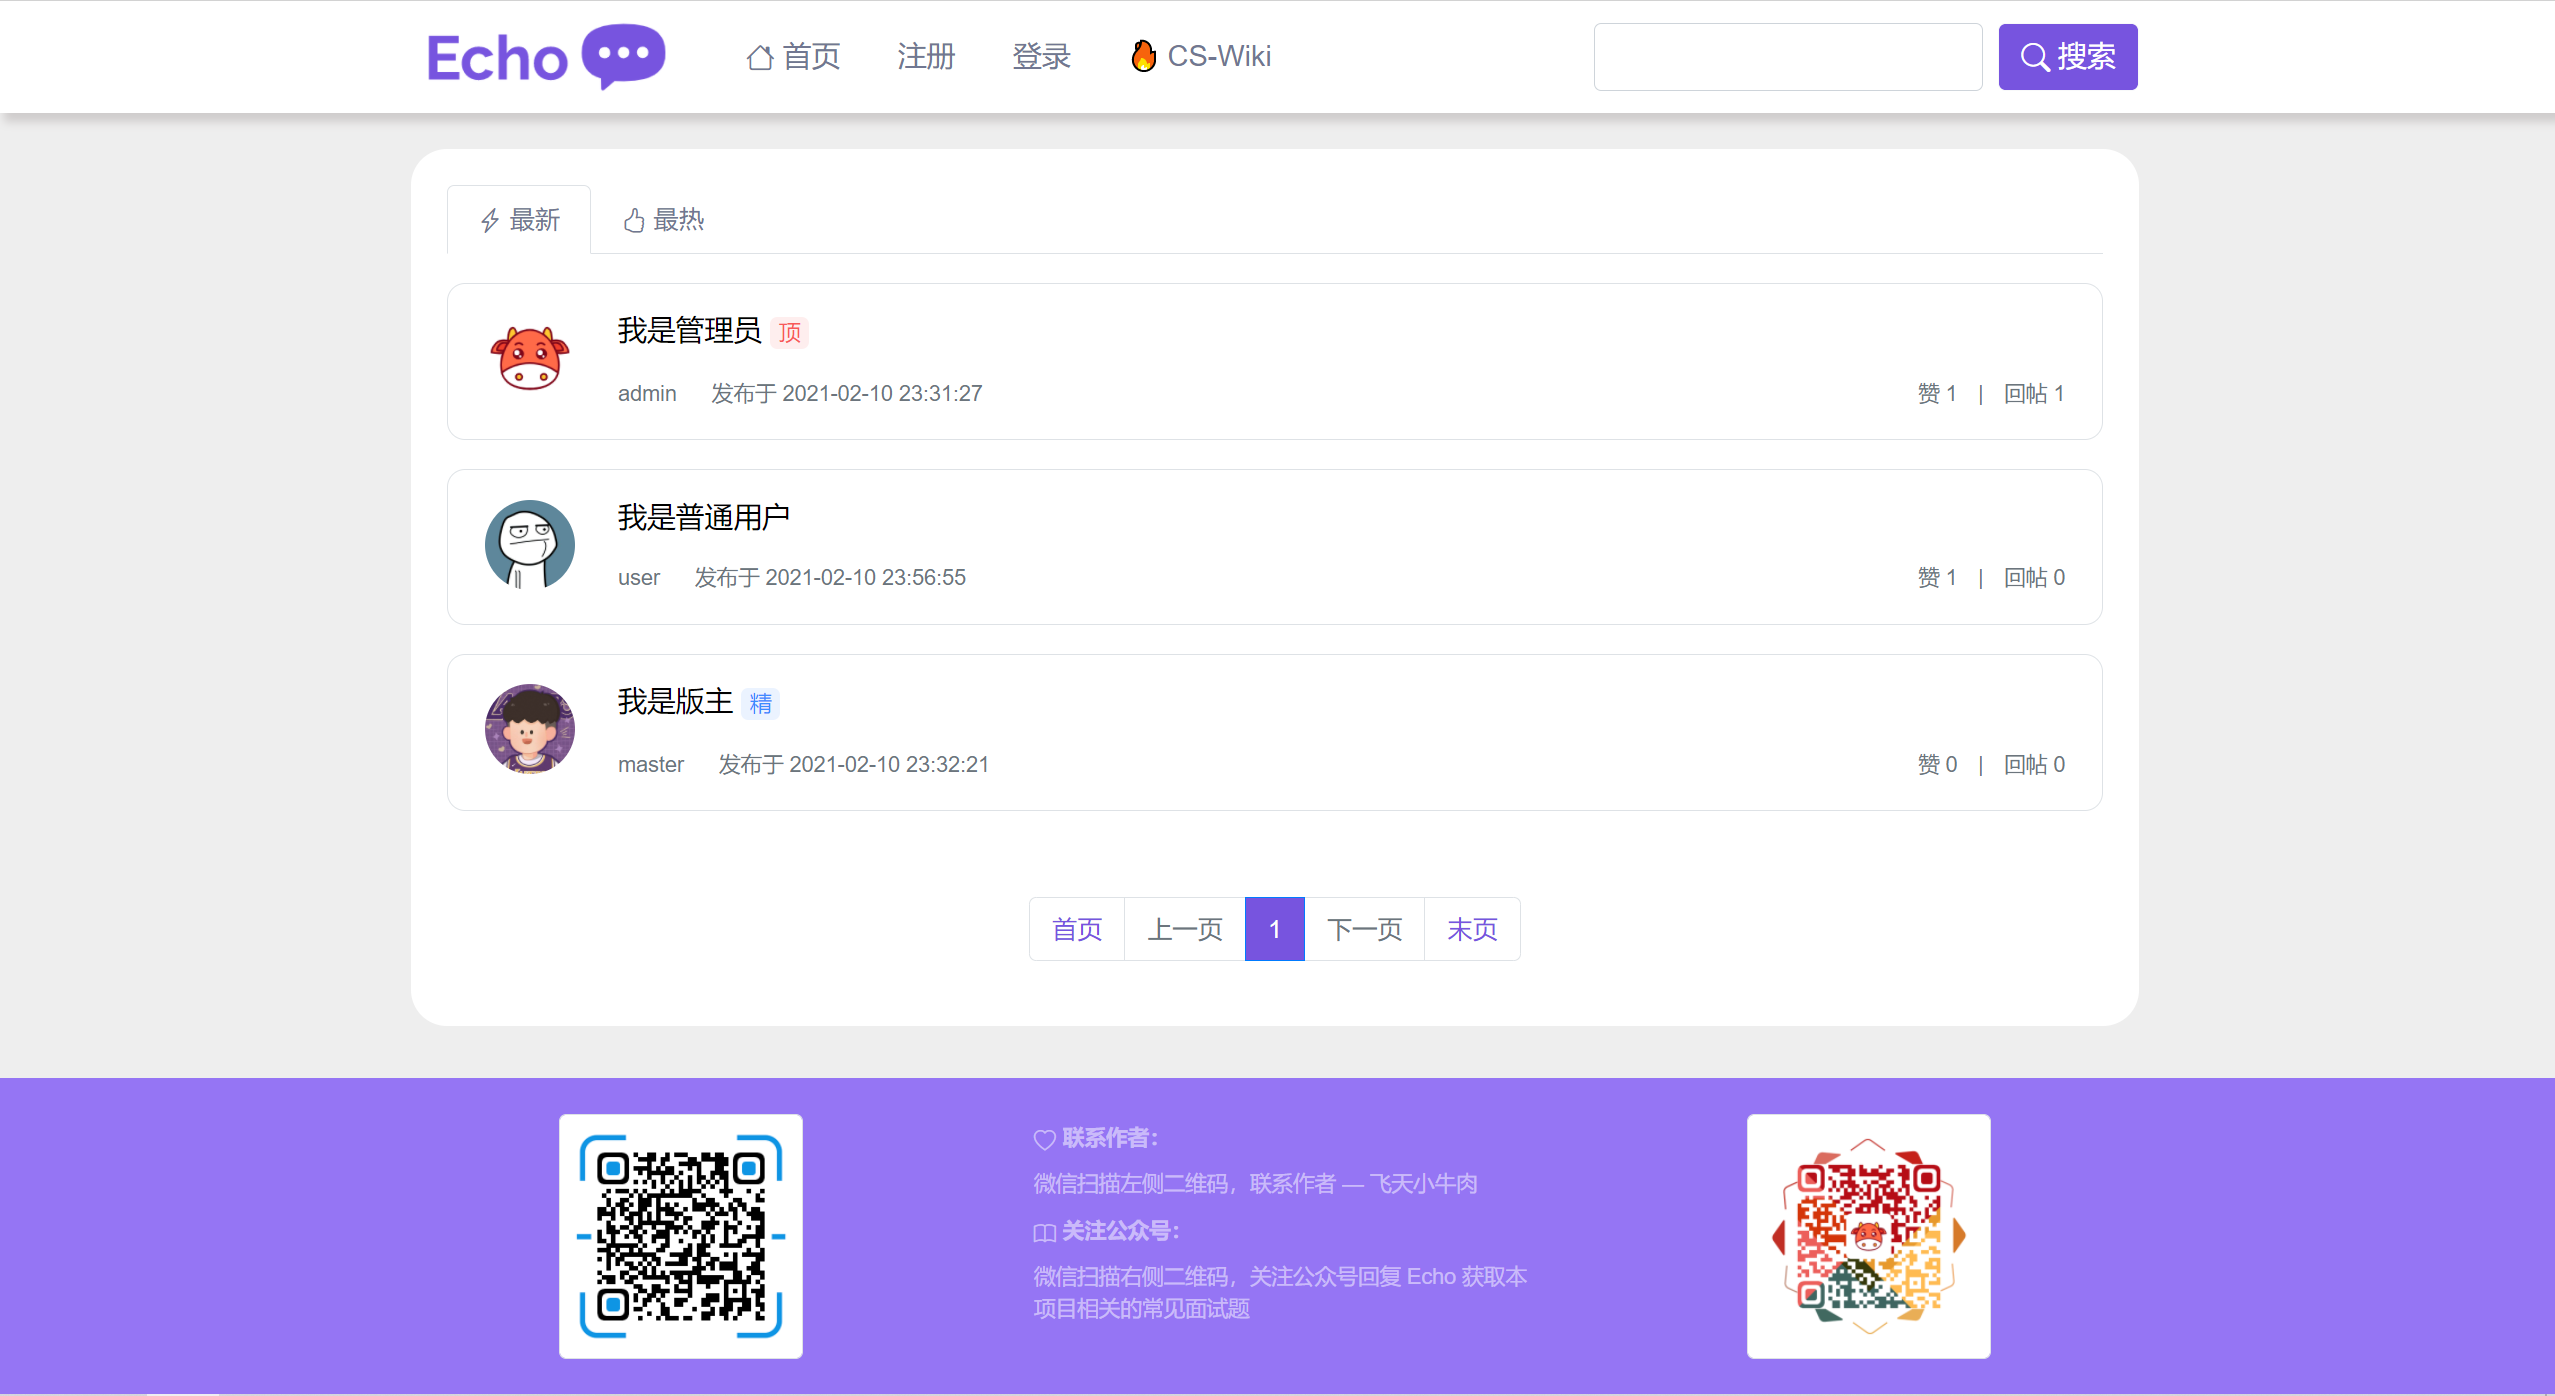 Echo
首页 注册 登录 CS-Wiki 搜索
最新 最热
我是管理员 顶
admin 发布于 2021-02-10 23:31:27 赞 1 | 回帖 1
我是普通用户
user 发布于 2021-02-10 23:56:55 赞 1 | 回帖 0
我是版主 精
master 发布于 2021-02-10 23:32:21 赞 0 | 回帖 0
首页 上一页 1 下一页 末页
联系作者：
微信扫描左侧二维码，联系作者 — 飞天小牛肉
关注公众号：
微信扫描右侧二维码，关注公众号回复 Echo 获取本
项目相关的常见面试题